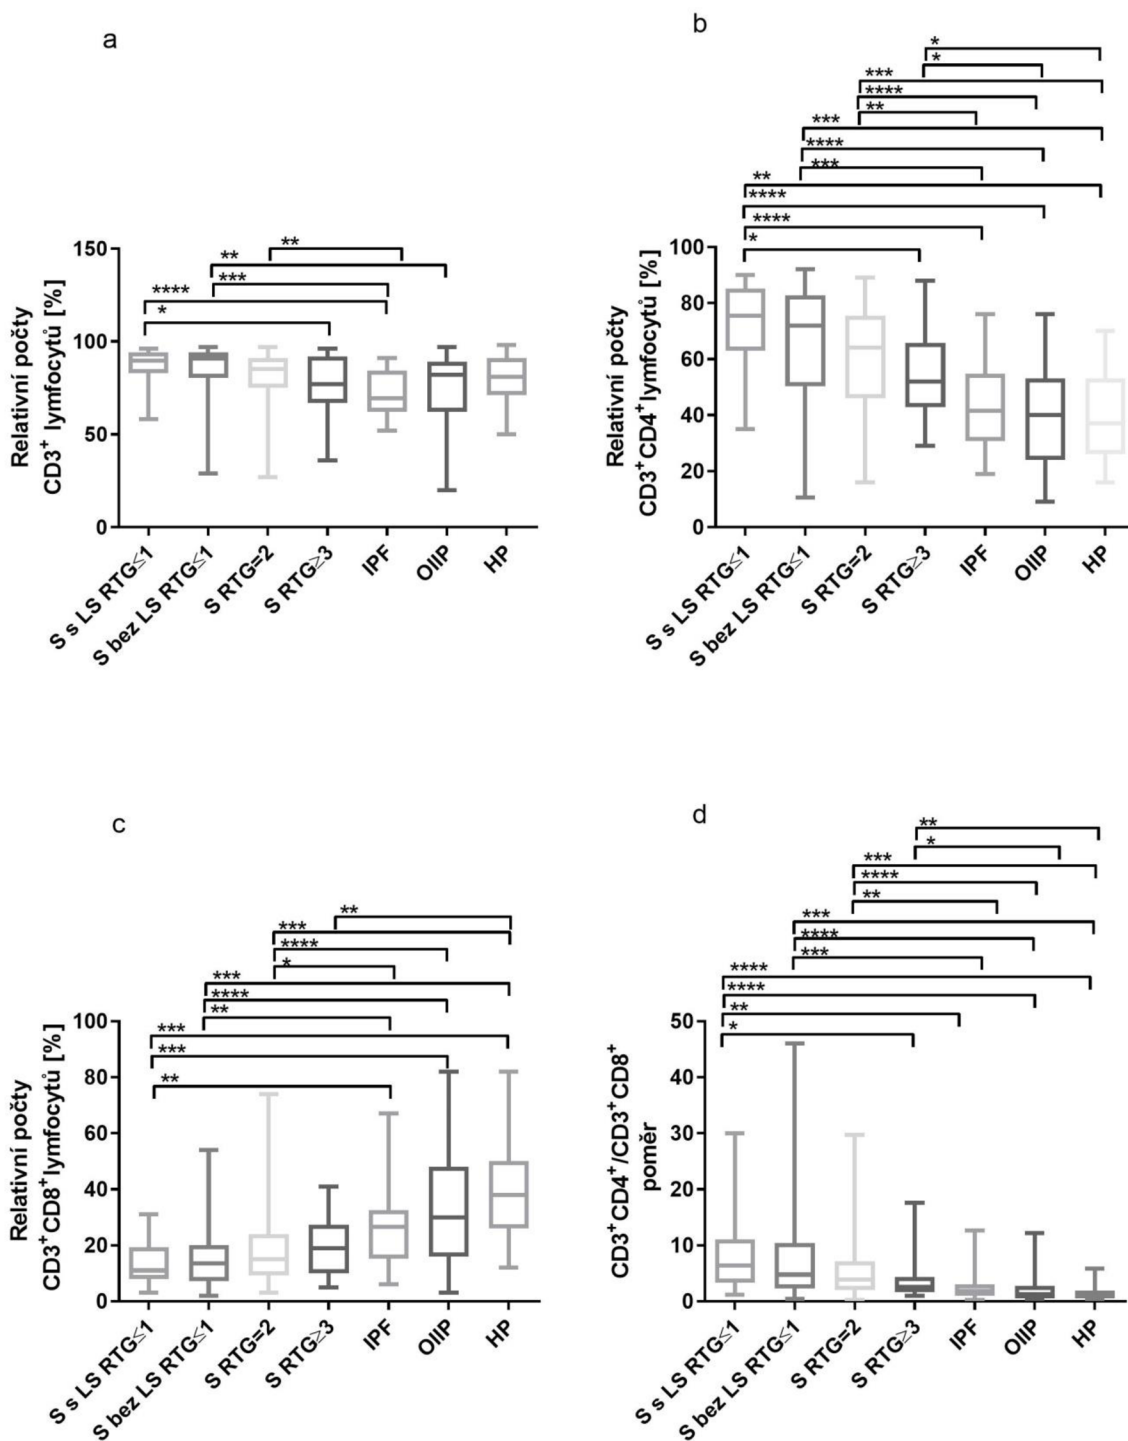 a
**
**
***
****
*
150
100
50
0
Relativní počty
CD3+ lymfocytů [%]
S s LS RTG≤1
S bez LS RTG≤1
S RTG=2
S RTG≥3
IPF
OIIP
HP
b
*
*
***
****
**
***
****
***
**
****
****
*
100
80
60
40
20
0
Relativní počty
CD3+CD4+lymfocytů [%]
S s LS RTG≤1
S bez LS RTG≤1
S RTG=2
S RTG≥3
IPF
OIIP
HP
c
**
***
****
*
***
****
**
***
***
**
100
80
60
40
20
0
Relativní počty
CD3+CD8+lymfocytů [%]
S s LS RTG≤1
S bez LS RTG≤1
S RTG=2
S RTG≥3
IPF
OIIP
HP
d
**
*
***
****
**
***
****
***
****
****
**
*
50
40
30
20
10
0
CD3+CD4+/CD3+CD8+
poměr
S s LS RTG≤1
S bez LS RTG≤1
S RTG=2
S RTG≥3
IPF
OIIP
HP